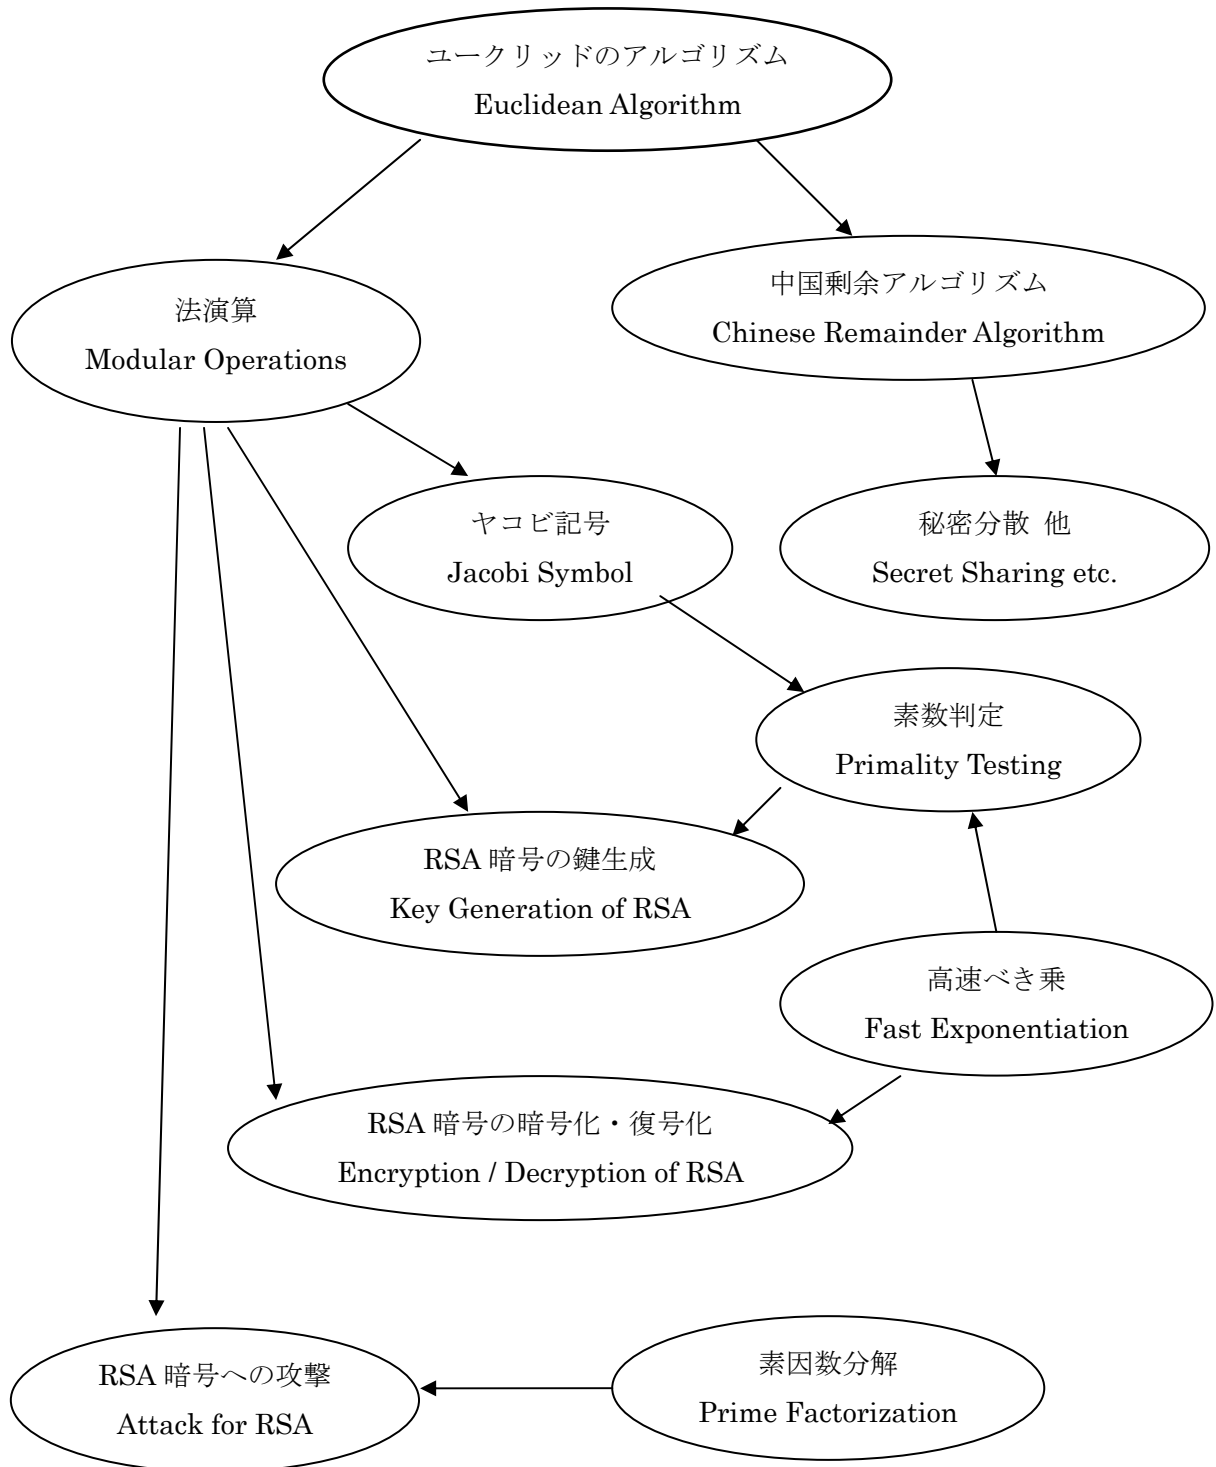 ユークリッドのアルゴリズム
Euclidean Algorithm
中国剰余アルゴリズム
Chinese Remainder Algorithm
法演算
Modular Operations
ヤコビ記号
Jacobi Symbol
秘密分散 他
Secret Sharing etc.
素数判定
Primality Testing
RSA 暗号の鍵生成
Key Generation of RSA
高速べき乗
Fast Exponentiation
RSA 暗号の暗号化・復号化
Encryption / Decryption of RSA
RSA 暗号への攻撃
Attack for RSA
素因数分解
Prime Factorization